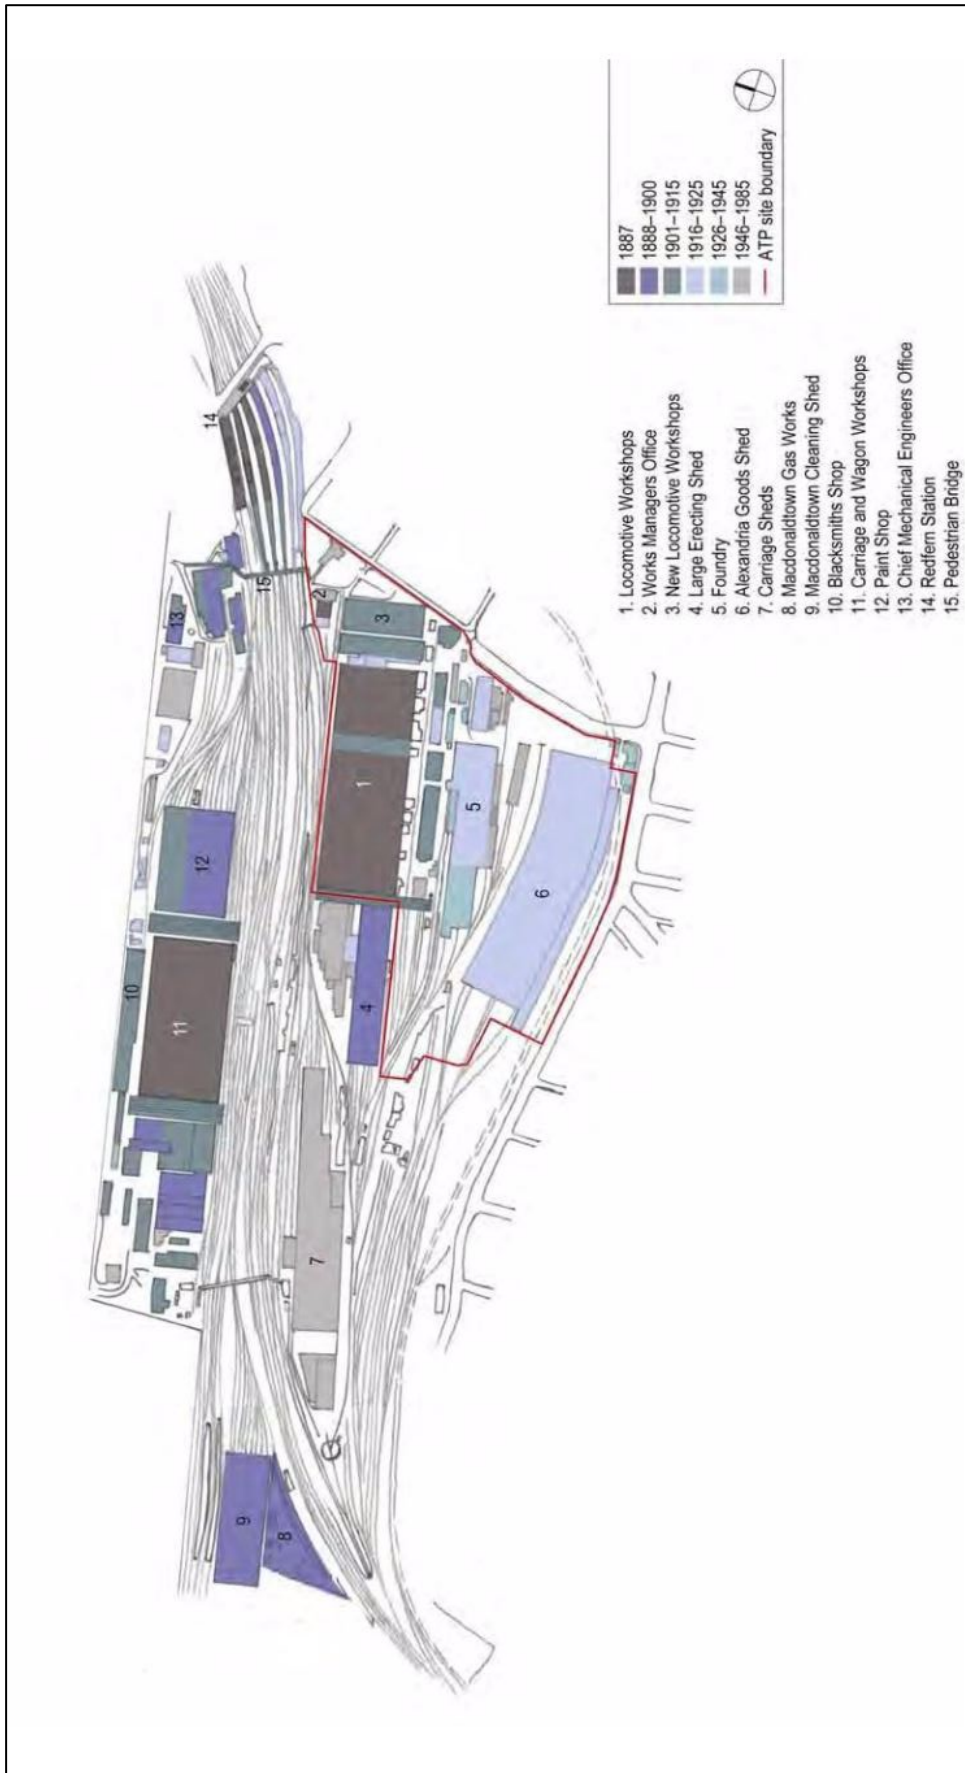 1887
1888–1900
1901–1915
1916–1925
1926–1945
1946–1985
ATP site boundary
1. Locomotive Workshops
2. Works Managers Office
3. New Locomotive Workshops
4. Large Erecting Shed
5. Foundry
6. Alexandria Goods Shed
7. Carriage Sheds
8. Macdonaldtown Gas Works
9. Macdonaldtown Cleaning Shed
10. Blacksmiths Shop
11. Carriage and Wagon Workshops
12. Paint Shop
13. Chief Mechanical Engineers Office
14. Redfern Station
15. Pedestrian Bridge
9
8
7
10
11
12
13
14
15
4
1
2
3
5
6